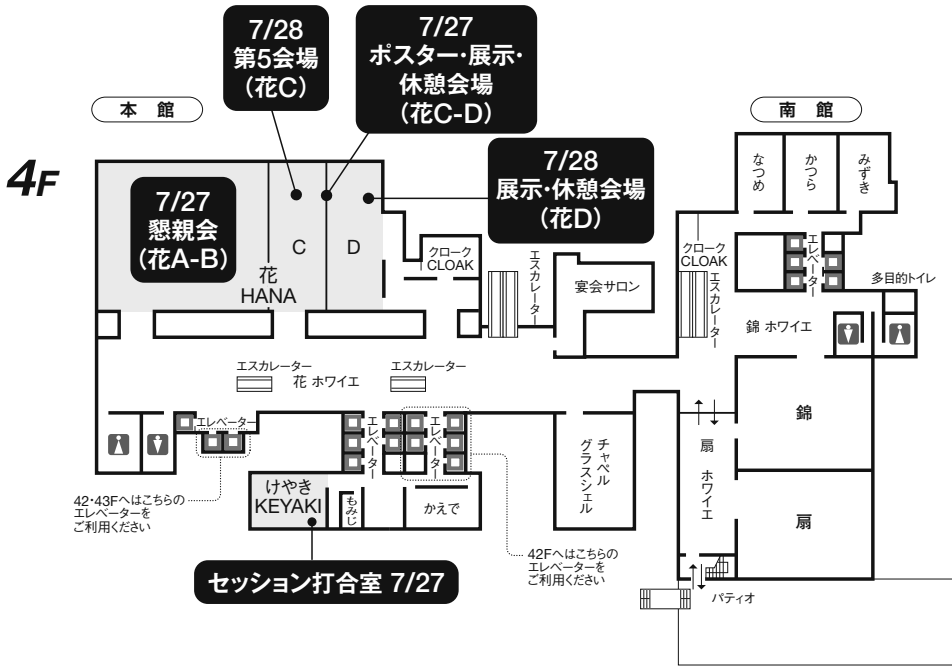 7/28
第5会場
(花C)
7/27
ポスター・展示・
休憩会場
(花C-D)
本 館
南 館
4F
7/28
展示・休憩会場
(花D)
7/27
懇親会
(花A-B)
C
D
花
HANA
クローク
CLOAK
エスカレーター
宴会サロン
クローク
CLOAK
エスカレーター
なつめ
かつら
みずき
エレベーター
多目的トイレ
錦 ホワイエ
エスカレーター
花 ホワイエ
エスカレーター
エレベーター
エレベーター
エレベーター
42・43Fへはこちらの
エレベーターを
ご利用ください
けやき
KEYAKI
もみじ
かえで
チャペル
グラスシェル
扇 ホワイエ
錦
扇
42Fへはこちらの
エレベーターを
ご利用ください
セッション打合室 7/27
パティオ